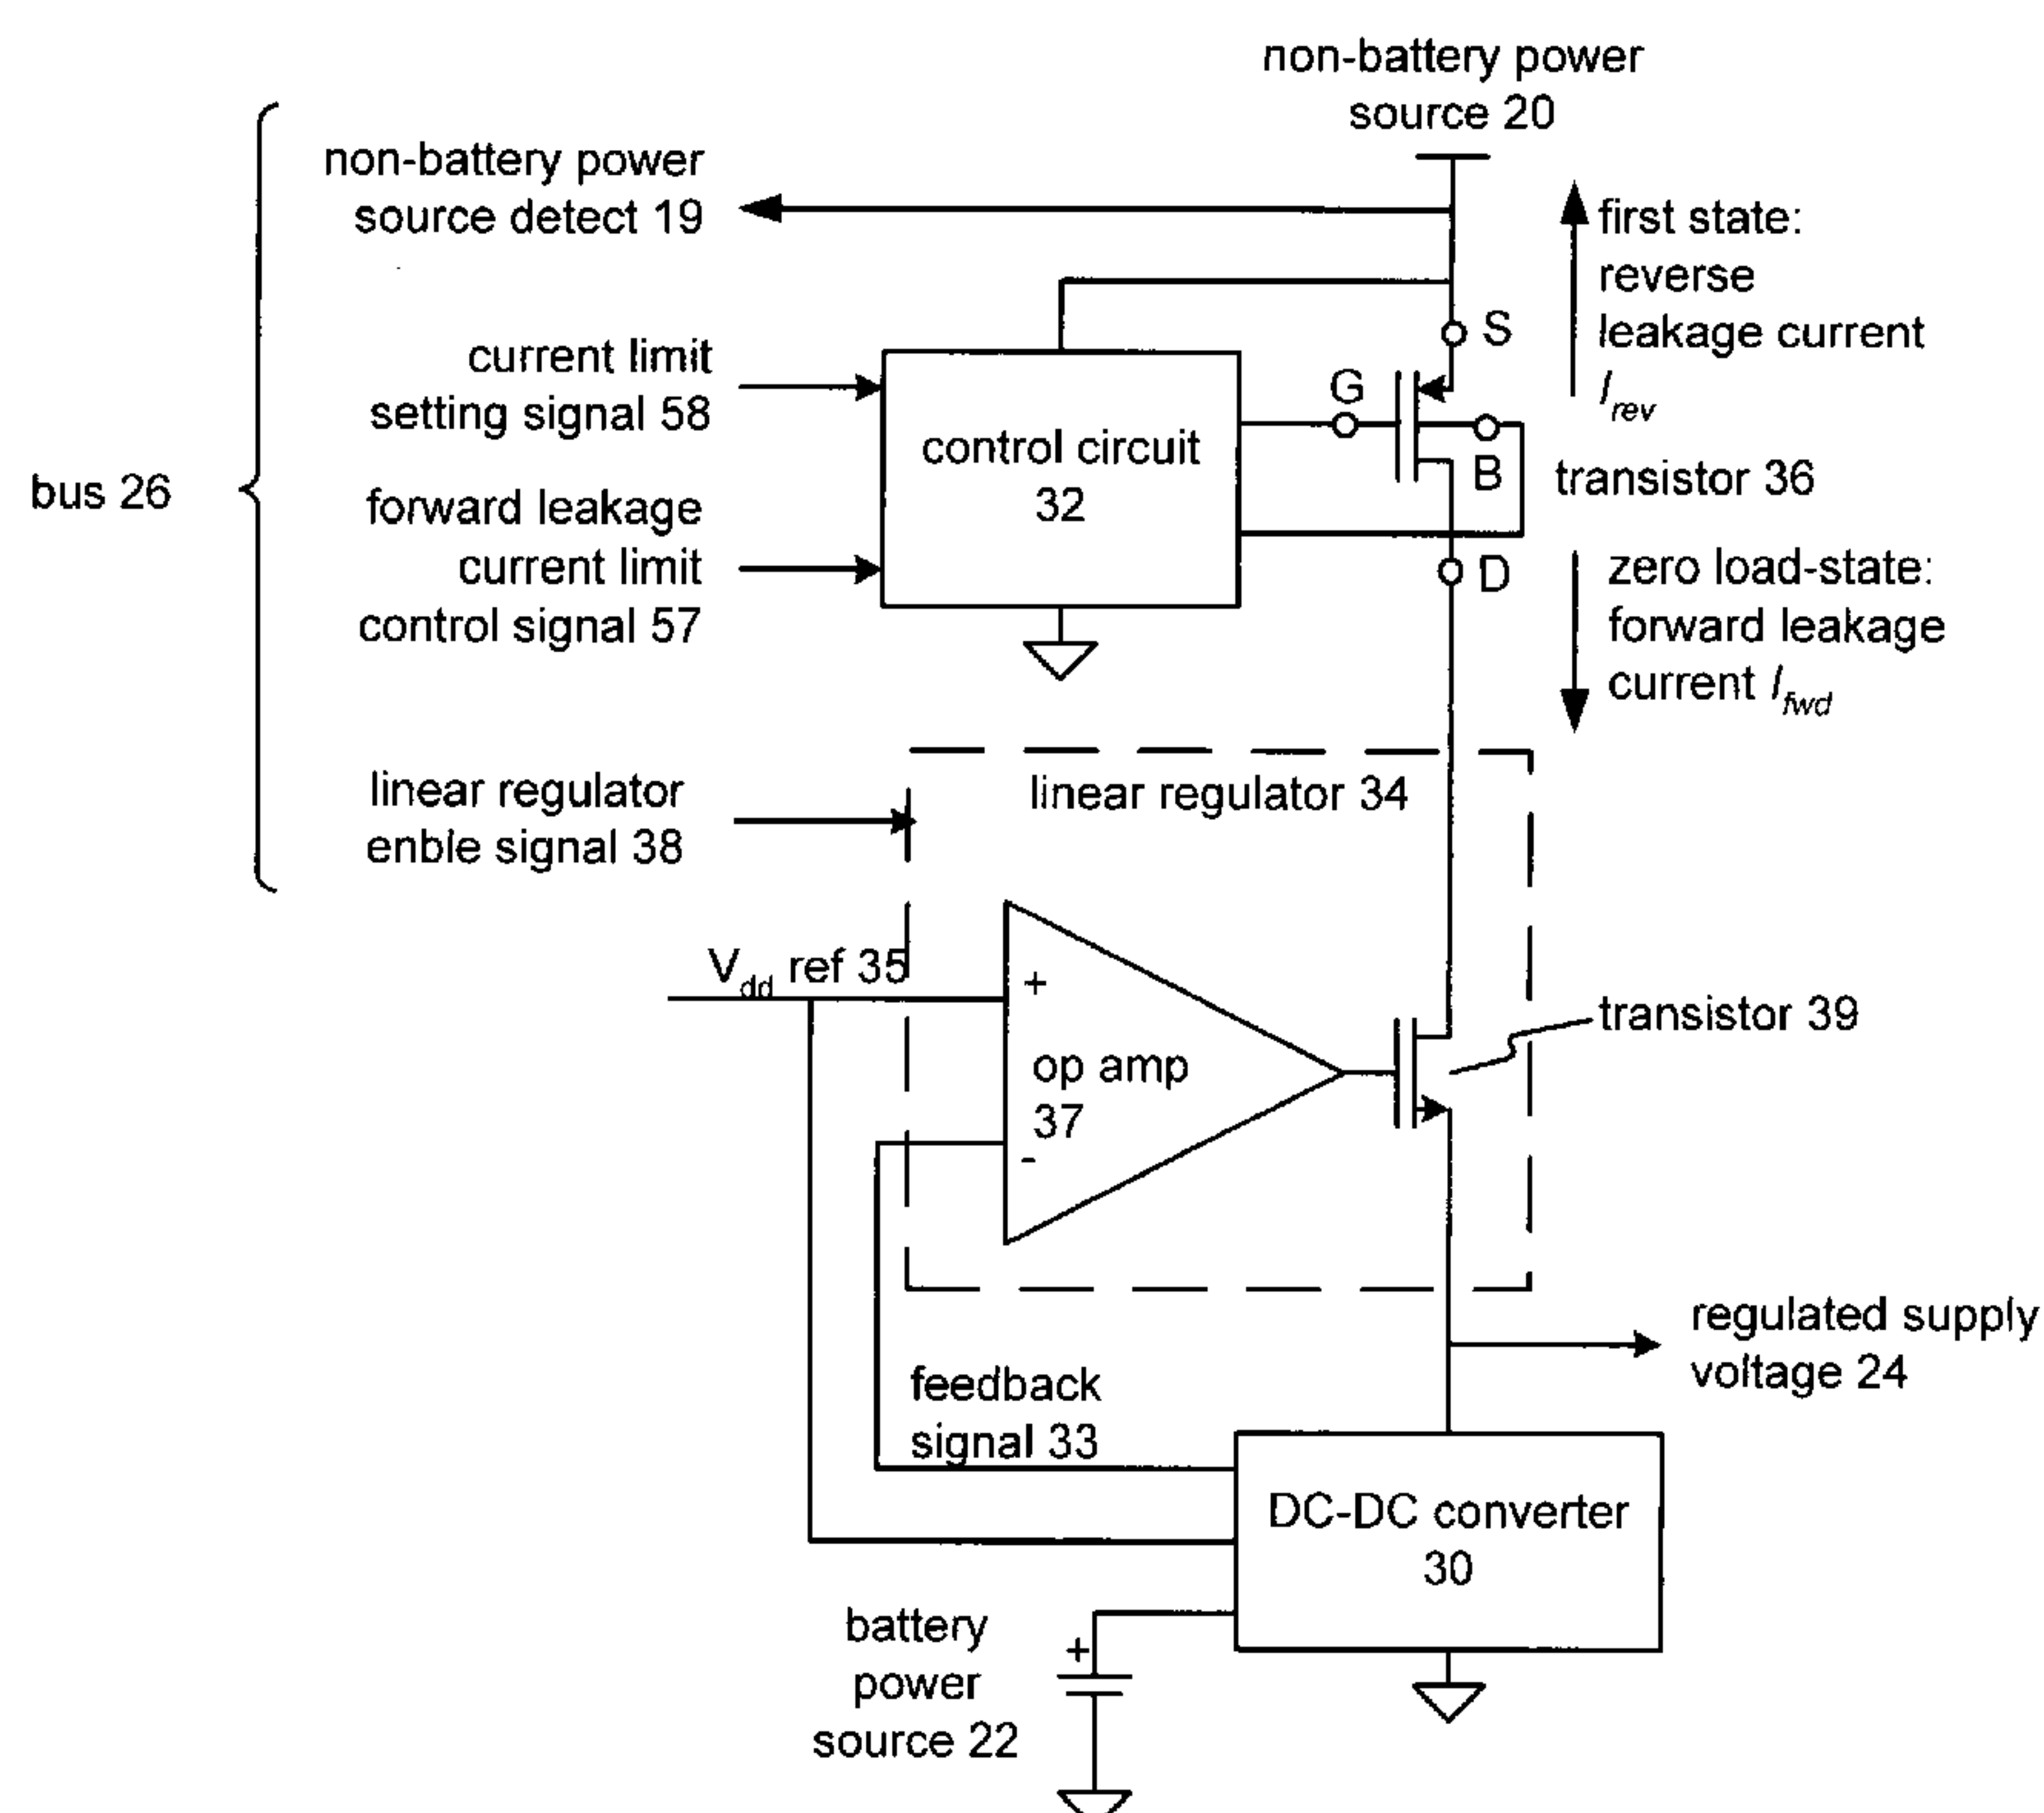 non-battery power
source 20
non-battery power
source detect 19
first state:
reverse
leakage current
I_rev
S
G
B
D
current limit
setting signal 58
control circuit
32
transistor 36
bus 26
forward leakage
current limit
control signal 57
zero load-state:
forward leakage
current I_fwd
linear regulator
enble signal 38
linear regulator 34
V_dd ref 35
+
op amp
37
-
transistor 39
regulated supply
voltage 24
feedback
signal 33
DC-DC converter
30
battery
power
source 22
+